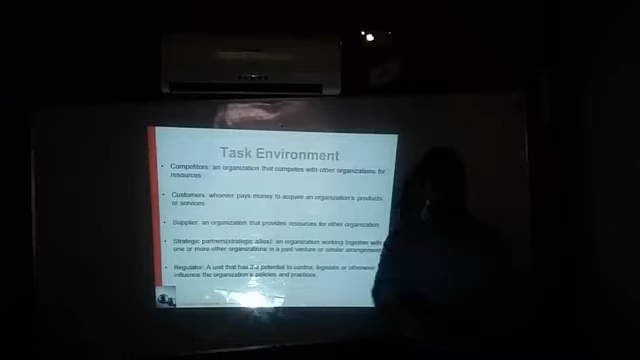 Task Environment
• Competitors: an organization that competes with other organizations for
resources
• Customers: whoever pays money to acquire an organization's products
or services
• Supplier: an organization that provides resources for other organization
• Strategic partners(strategic allies): an organization working together with
one or more other organizations in a joint venture or similar arrangement
• Regulator: A unit that has the potential to control, legislate or otherwise
influence the organization's policies and practices